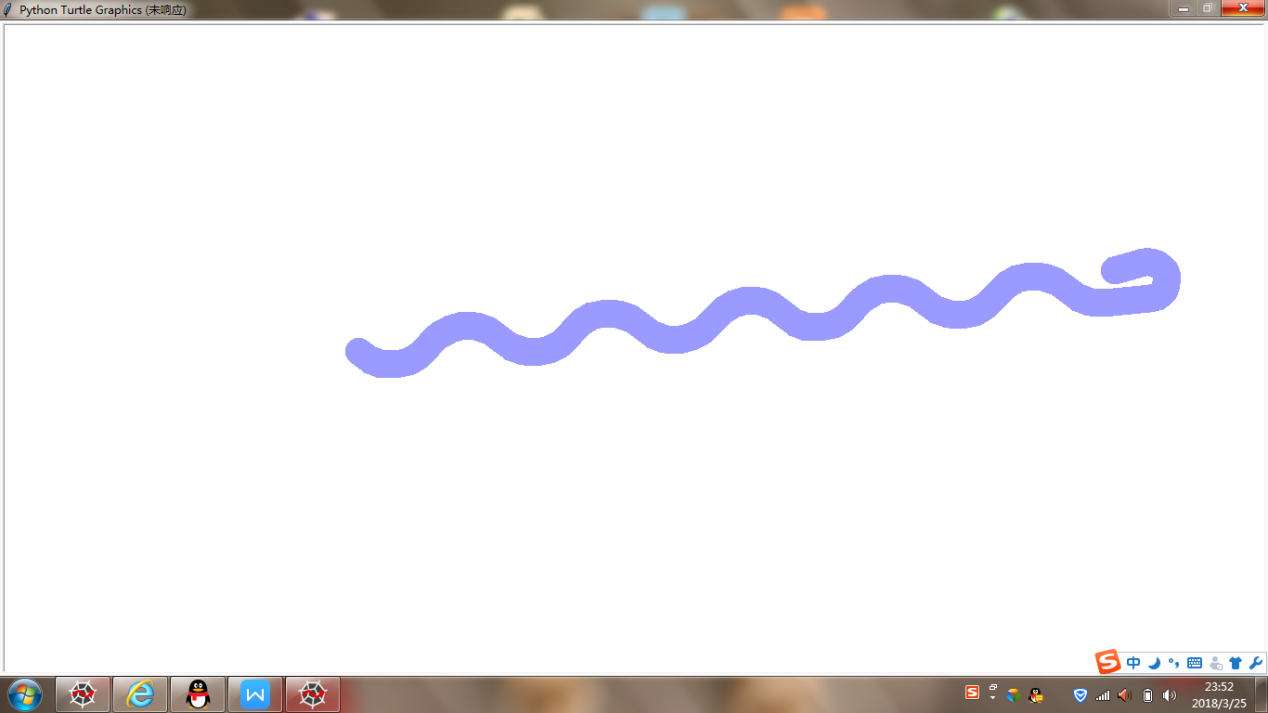 Python Turtle Graphics (未响应)
中
23:52
2018/3/25